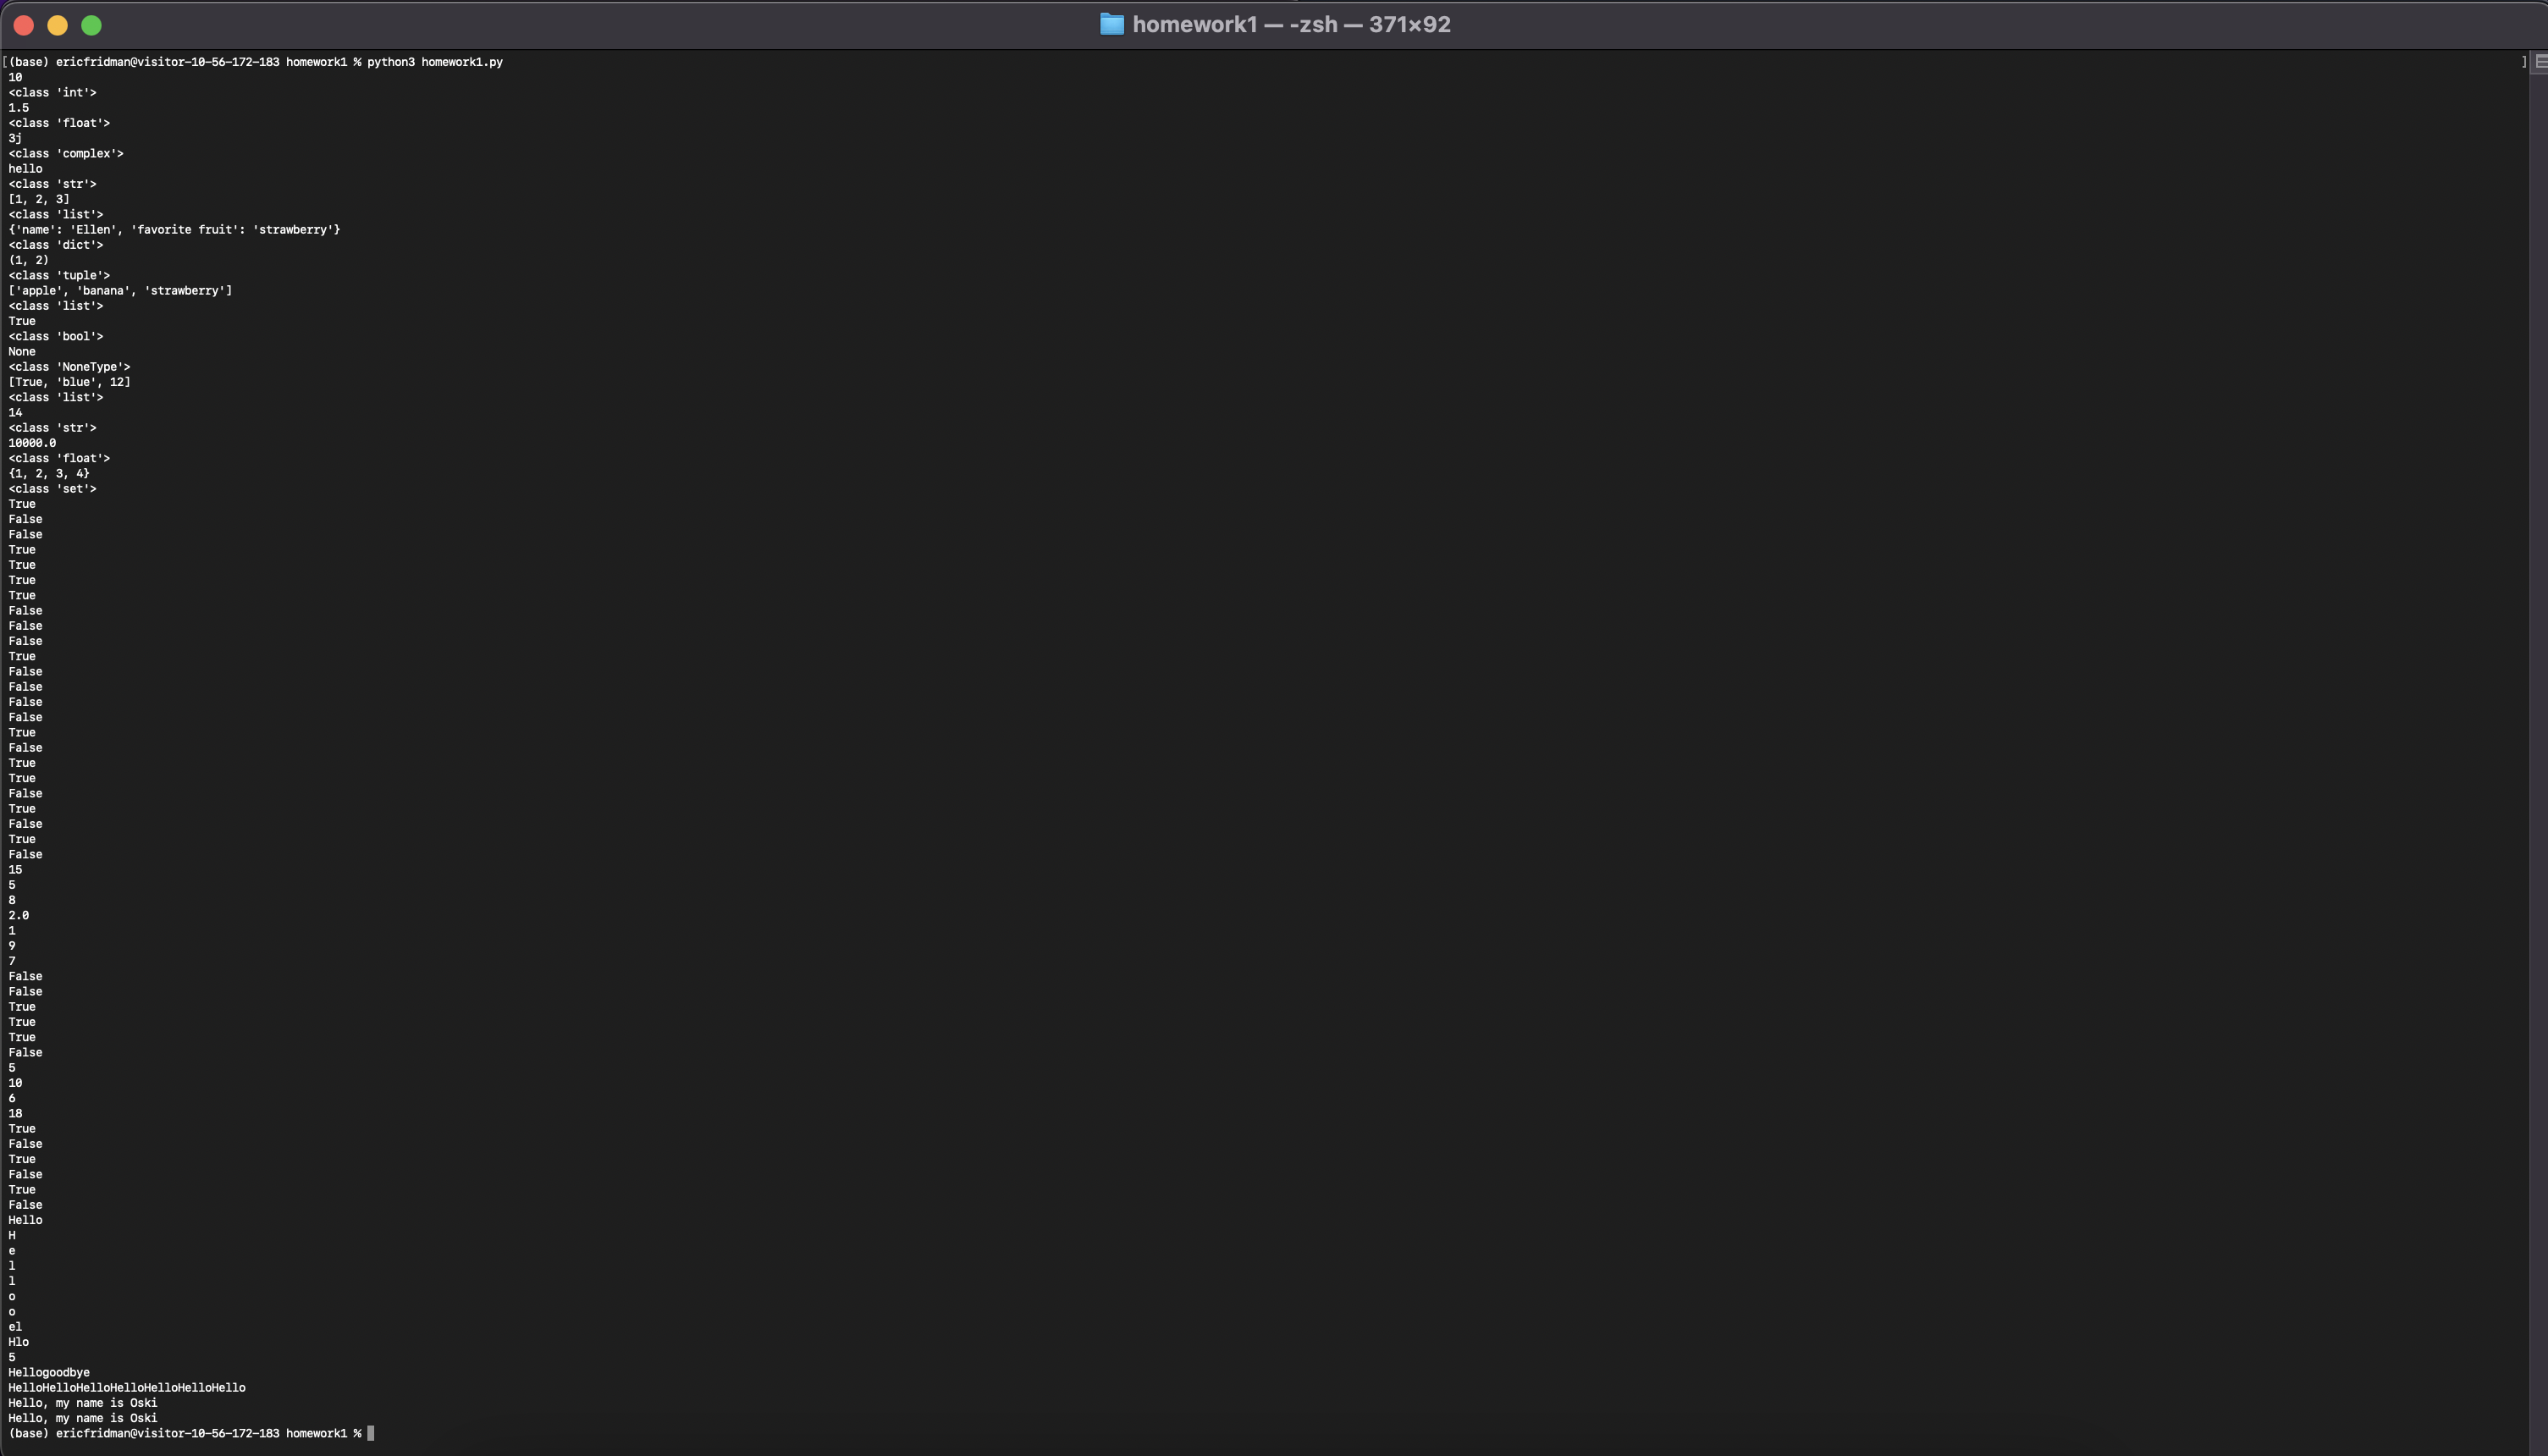 homework1 — -zsh — 371×92
(base) ericfridman@visitor-10-56-172-183 homework1 % python3 homework1.py
10
<class 'int'>
1.5
<class 'float'>
3j
<class 'complex'>
hello
<class 'str'>
[1, 2, 3]
<class 'list'>
{'name': 'Ellen', 'favorite fruit': 'strawberry'}
<class 'dict'>
(1, 2)
<class 'tuple'>
['apple', 'banana', 'strawberry']
<class 'list'>
True
<class 'bool'>
None
<class 'NoneType'>
[True, 'blue', 12]
<class 'list'>
14
<class 'str'>
10000.0
<class 'float'>
{1, 2, 3, 4}
<class 'set'>
True
False
False
True
True
True
True
False
False
False
True
False
False
False
False
True
False
True
True
False
True
False
True
False
15
5
8
2.0
1
9
7
False
False
True
True
True
False
5
10
6
18
True
False
True
False
True
False
Hello
H
e
l
l
o
o
el
Hlo
5
Hellogoodbye
HelloHelloHelloHelloHelloHelloHello
Hello, my name is Oski
Hello, my name is Oski
(base) ericfridman@visitor-10-56-172-183 homework1 %